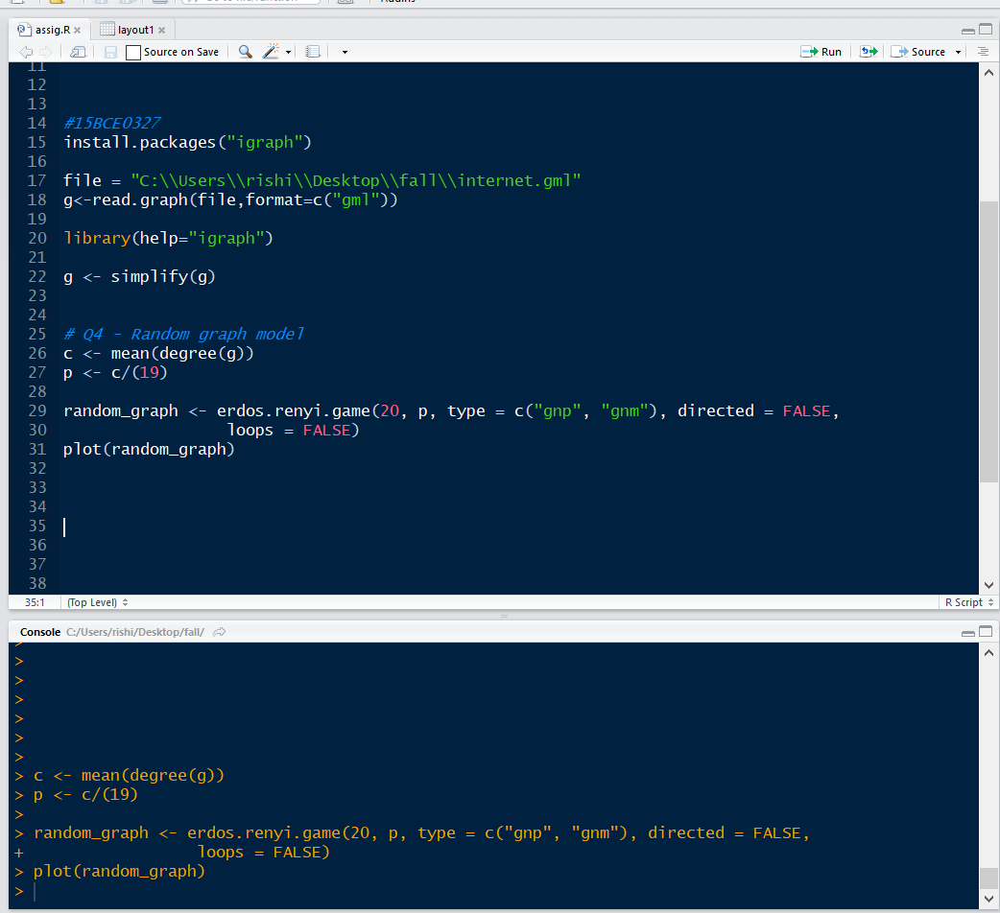 Addins
assig.R
layout1
Source on Save
Run
Source
11
12
13
14 #15BCE0327
15 install.packages("igraph")
16
17 file = "C:\\Users\\rishi\\Desktop\\fall\\internet.gml"
18 g<-read.graph(file,format=c("gml"))
19
20 library(help="igraph")
21
22 g <- simplify(g)
23
24
25 # Q4 - Random graph model
26 c <- mean(degree(g))
27 p <- c/(19)
28
29 random_graph <- erdos.renyi.game(20, p, type = c("gnp", "gnm"), directed = FALSE,
30 loops = FALSE)
31 plot(random_graph)
32
33
34
35
36
37
38
35:1 (Top Level) R Script
Console C:/Users/rishi/Desktop/fall/
>
>
>
>
>
>
>
> c <- mean(degree(g))
> p <- c/(19)
>
> random_graph <- erdos.renyi.game(20, p, type = c("gnp", "gnm"), directed = FALSE,
+ loops = FALSE)
> plot(random_graph)
>